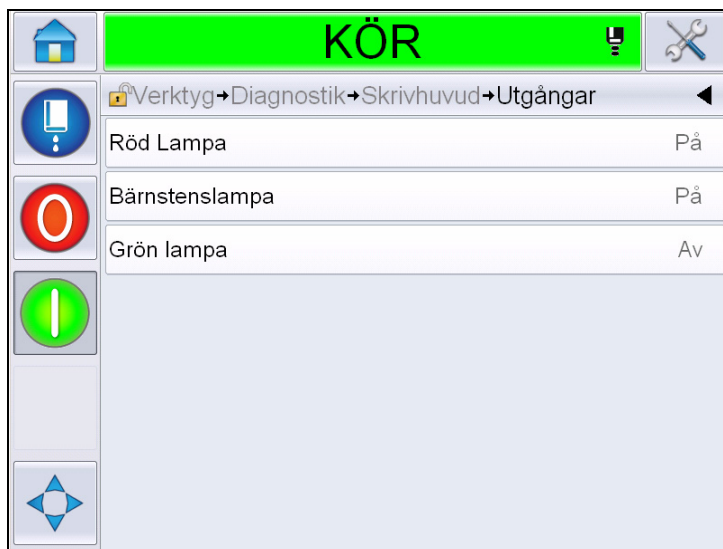 KÖR
Verktyg→Diagnostik→Skrivhuvud→Utgångar
Röd Lampa På
Bärnstenslampa På
Grön lampa Av